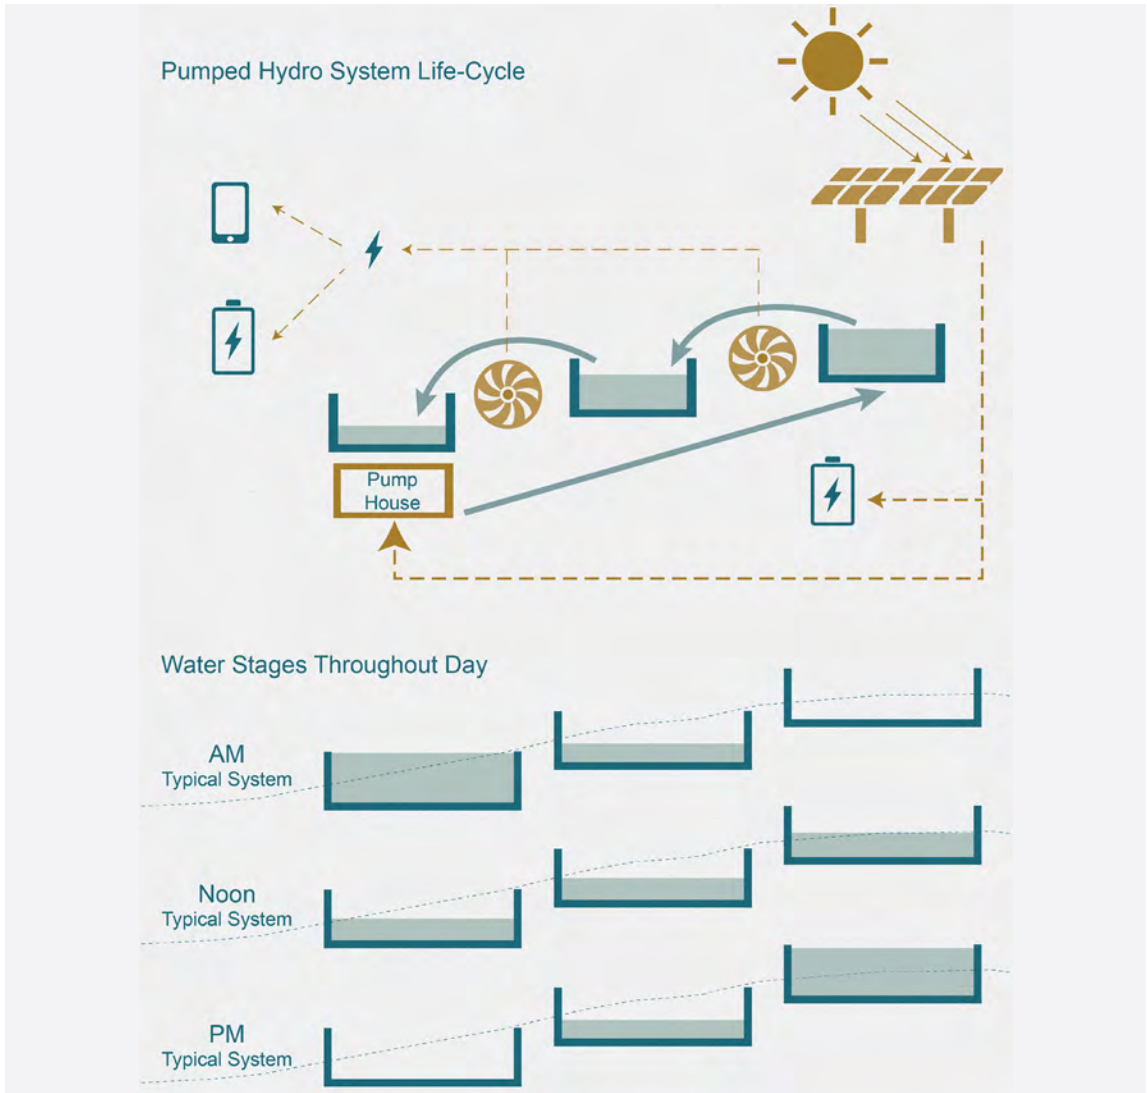 Pumped Hydro System Life-Cycle
Pump
House
Water Stages Throughout Day
AM
Typical System
Noon
Typical System
PM
Typical System